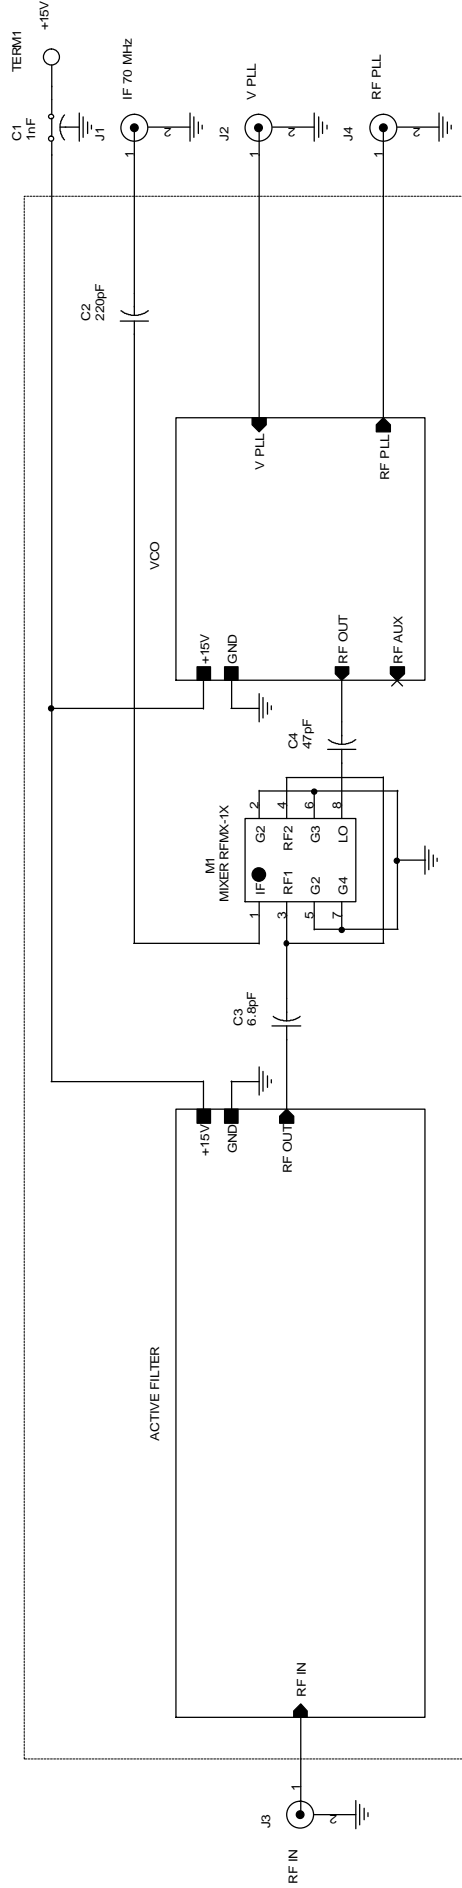 TERM1
+15V
C1
1nF
J1
IF 70 MHz
1
2
J2
V PLL
1
2
J4
RF PLL
1
2
C2
220pF
VCO
V PLL
RF PLL
+15V
GND
RF OUT
RF AUX
C4
47pF
M1
MIXER RFMX-1X
IF
RF1
G2
G4
G2
RF2
G3
LO
1
3
5
7
2
4
6
8
C3
6.8pF
ACTIVE FILTER
+15V
GND
RF OUT
RF IN
J3
1
2
RF IN